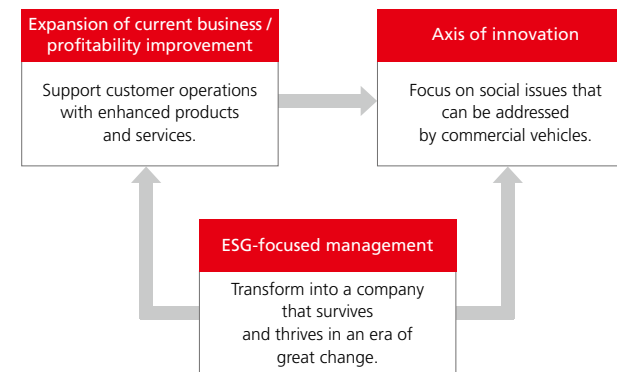 Expansion of current business /
profitability improvement
Support customer operations
with enhanced products
and services.
Axis of innovation
Focus on social issues that
can be addressed
by commercial vehicles.
ESG-focused management
Transform into a company
that survives
and thrives in an era of
great change.